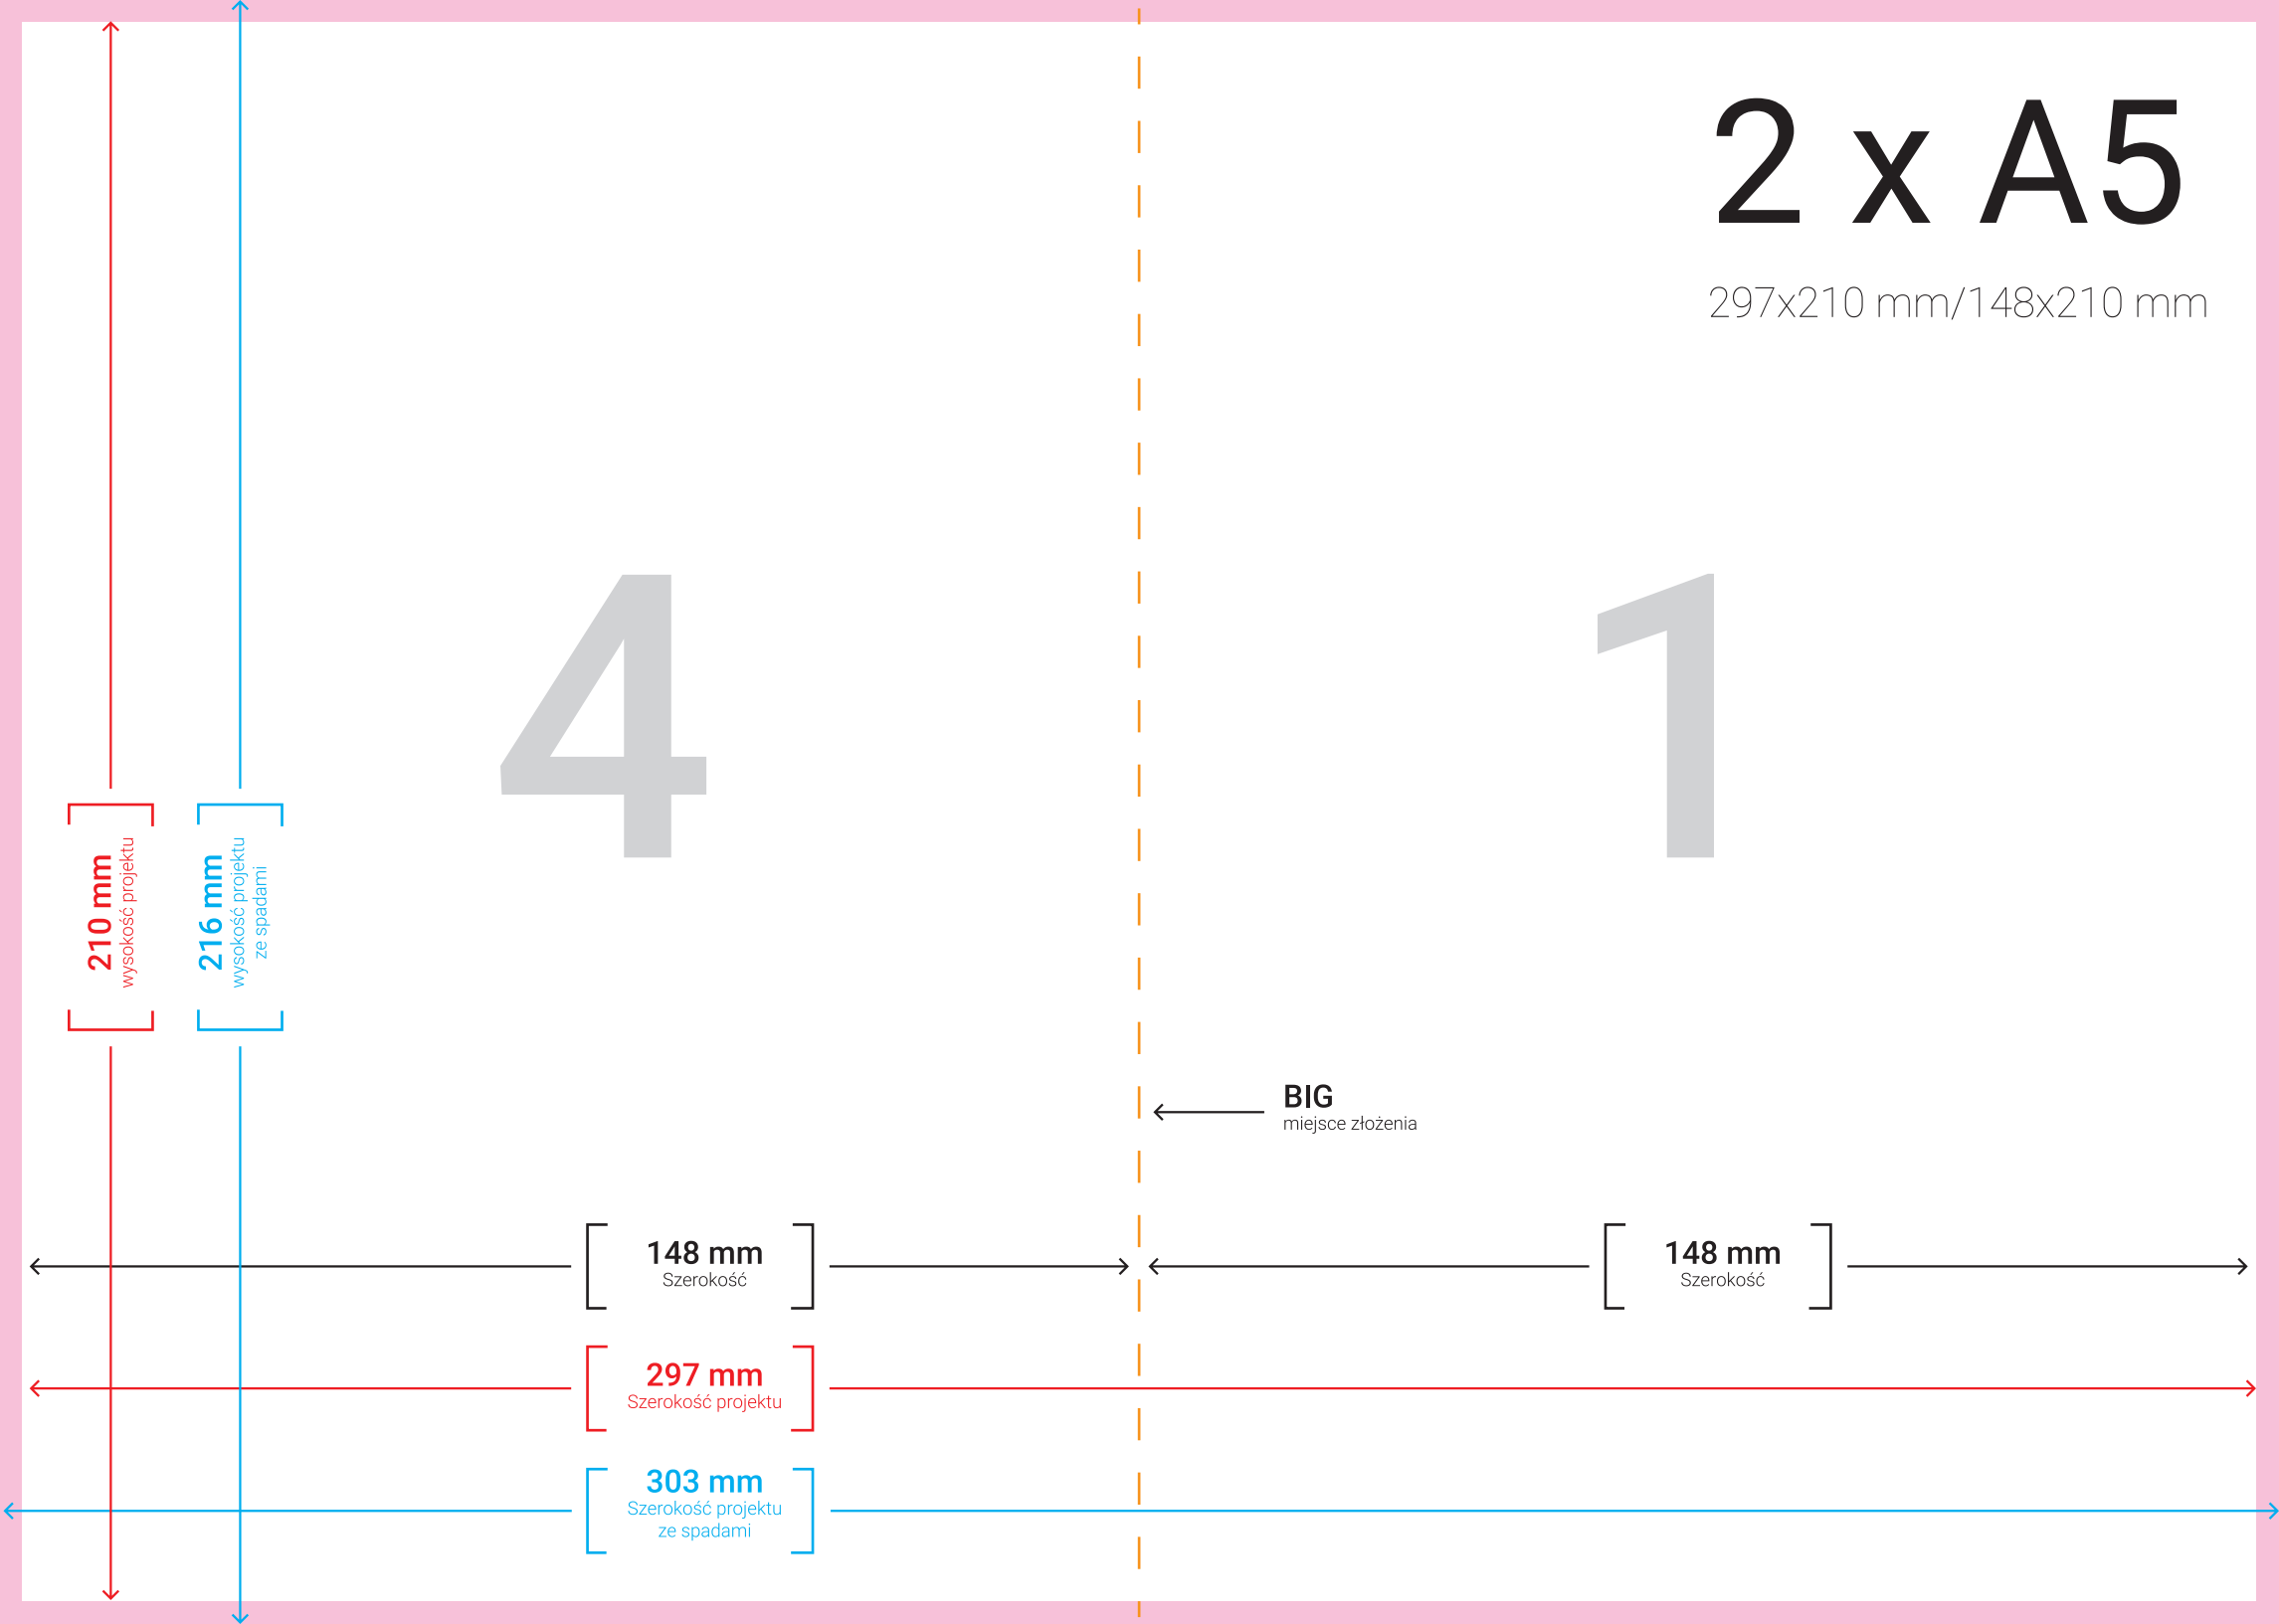 2 x A5
297x210 mm/148x210 mm
4
1
210 mm
wysokość projektu
216 mm
wysokość projektu
ze spadami
BIG
miejsce złożenia
148 mm
Szerokość
148 mm
Szerokość
297 mm
Szerokość projektu
303 mm
Szerokość projektu
ze spadami